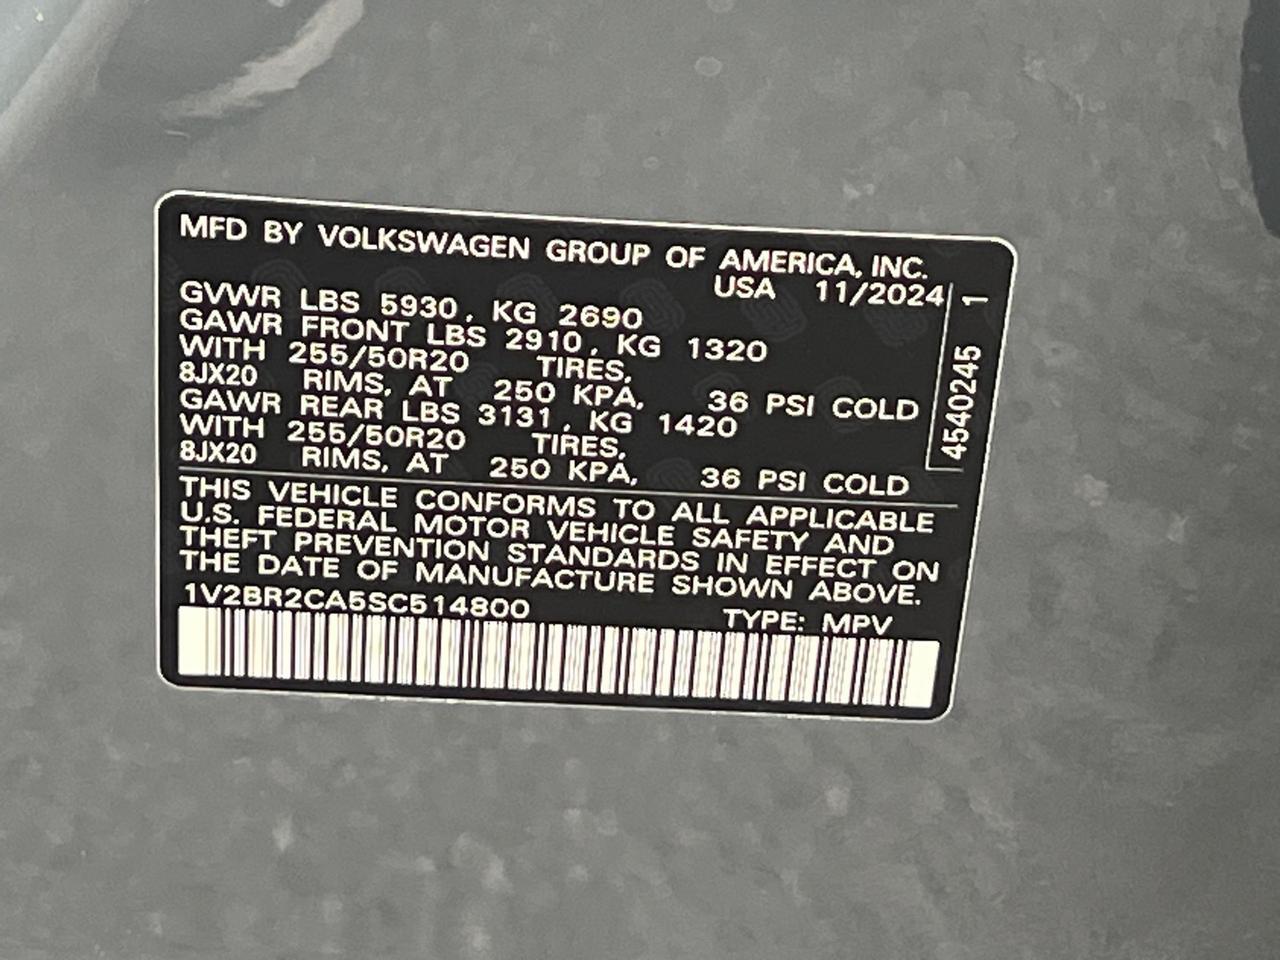 MFD BY VOLKSWAGEN GROUP OF AMERICA, INC.
USA 11/2024
GVWR LBS 5930, KG 2690
GAWR FRONT LBS 2910, KG 1320
WITH 255/50R20 TIRES,
8JX20 RIMS, AT 250 KPA, 36 PSI COLD
GAWR REAR LBS 3131, KG 1420
WITH 255/50R20 TIRES,
8JX20 RIMS, AT 250 KPA, 36 PSI COLD
4540245 1
THIS VEHICLE CONFORMS TO ALL APPLICABLE
U.S. FEDERAL MOTOR VEHICLE SAFETY AND
THEFT PREVENTION STANDARDS IN EFFECT ON
THE DATE OF MANUFACTURE SHOWN ABOVE.
1V2BR2CA5SC514800 TYPE: MPV